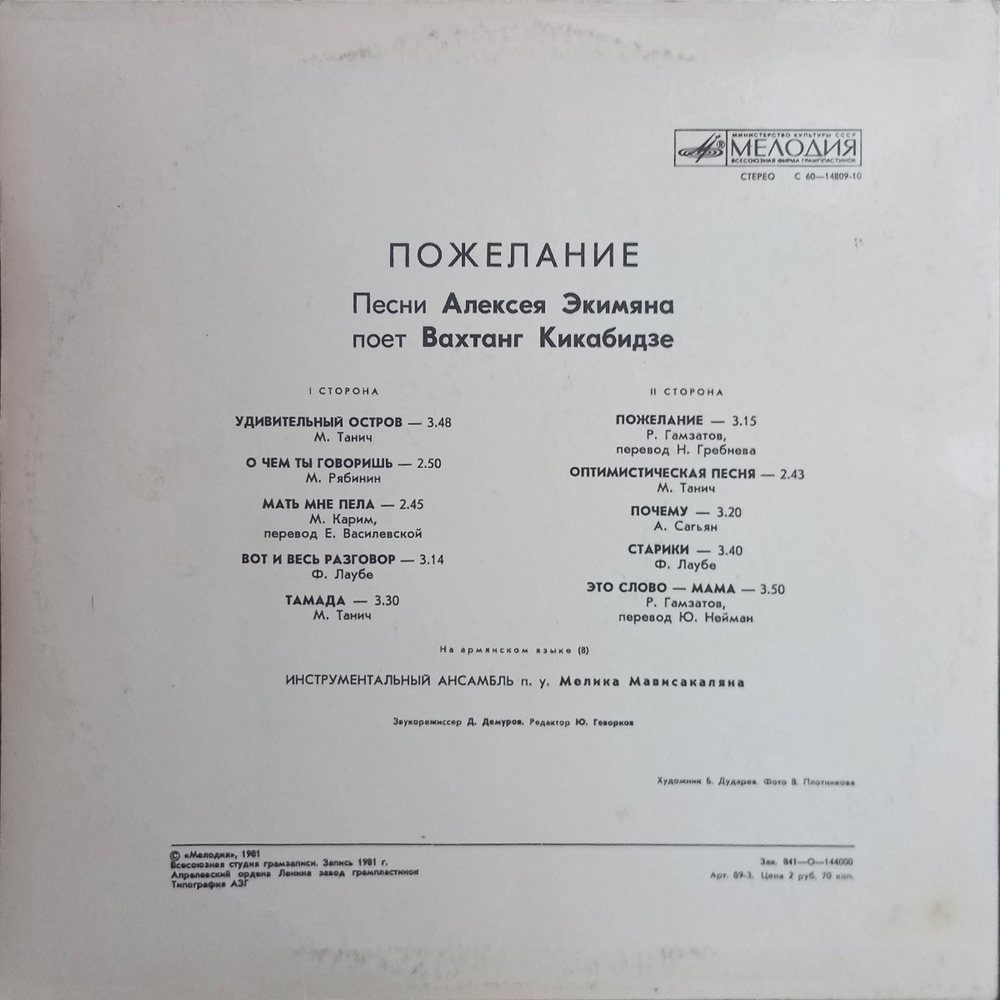 МИНИСТЕРСТВО КУЛЬТУРЫ СССР
МЕЛОДИЯ
ВСЕСОЮЗНАЯ ФИРМА ГРАМПЛАСТИНОК
СТЕРЕО С 60—14809-10
ПОЖЕЛАНИЕ
Песни Алексея Экимяна
поет Вахтанг Кикабидзе
I СТОРОНА
УДИВИТЕЛЬНЫЙ ОСТРОВ — 3.48
М. Танич
О ЧЕМ ТЫ ГОВОРИШЬ — 2.50
М. Рябинин
МАТЬ МНЕ ПЕЛА — 2.45
М. Карим,
перевод Е. Василевской
ВОТ И ВЕСЬ РАЗГОВОР — 3.14
Ф. Лаубе
ТАМАДА — 3.30
М. Танич
II СТОРОНА
ПОЖЕЛАНИЕ — 3.15
Р. Гамзатов,
перевод Н. Гребнева
ОПТИМИСТИЧЕСКАЯ ПЕСНЯ — 2.43
М. Танич
ПОЧЕМУ — 3.20
А. Сагьян
СТАРИКИ — 3.40
Ф. Лаубе
ЭТО СЛОВО — МАМА — 3.50
Р. Гамзатов,
перевод Ю. Нейман
На армянском языке (8)
ИНСТРУМЕНТАЛЬНЫЙ АНСАМБЛЬ п. у. Мелика Мависакаляна
Звукорежиссер Д. Демуров. Редактор Ю. Геворков
Художник Б. Дударев. Фото В. Плотникова
© «Мелодия», 1981
Всесоюзная студия грамзаписи. Запись 1981 г.
Апрелевский ордена Ленина завод грампластинок
Типография АЗГ
Зак. 841—О—144000
Арт. 89-3. Цена 2 руб. 70 коп.